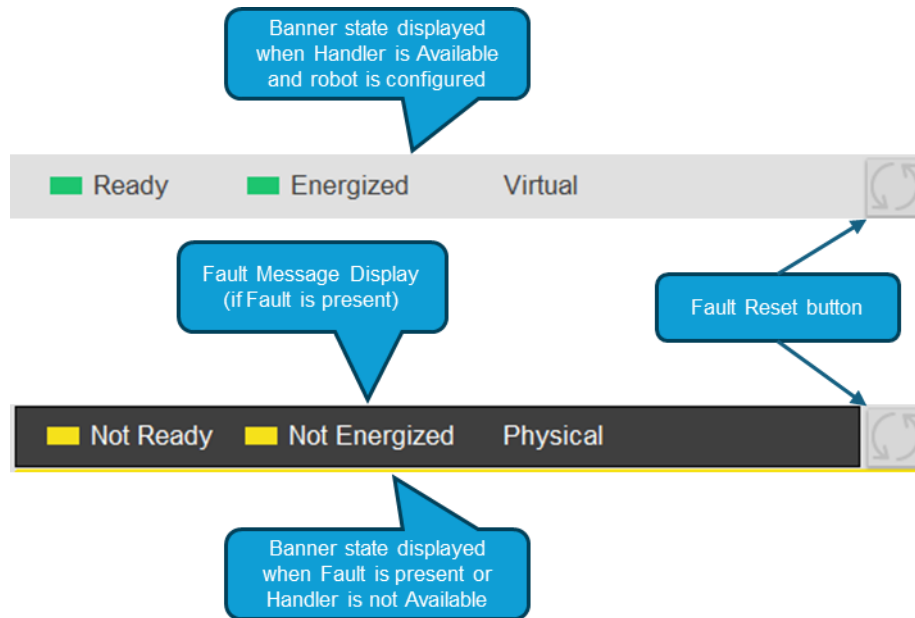 Banner state displayed
when Handler is Available
and robot is configured
Ready Energized Virtual
Fault Message Display
(if Fault is present)
Fault Reset button
Not Ready Not Energized Physical
Banner state displayed
when Fault is present or
Handler is not Available